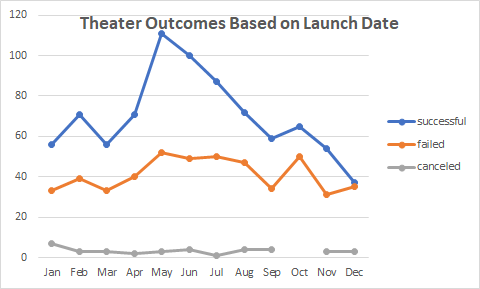 Theater Outcomes Based on Launch Date
120
100
80
60
40
20
0
Jan Feb Mar Apr May Jun Jul Aug Sep Oct Nov Dec
successful
failed
canceled